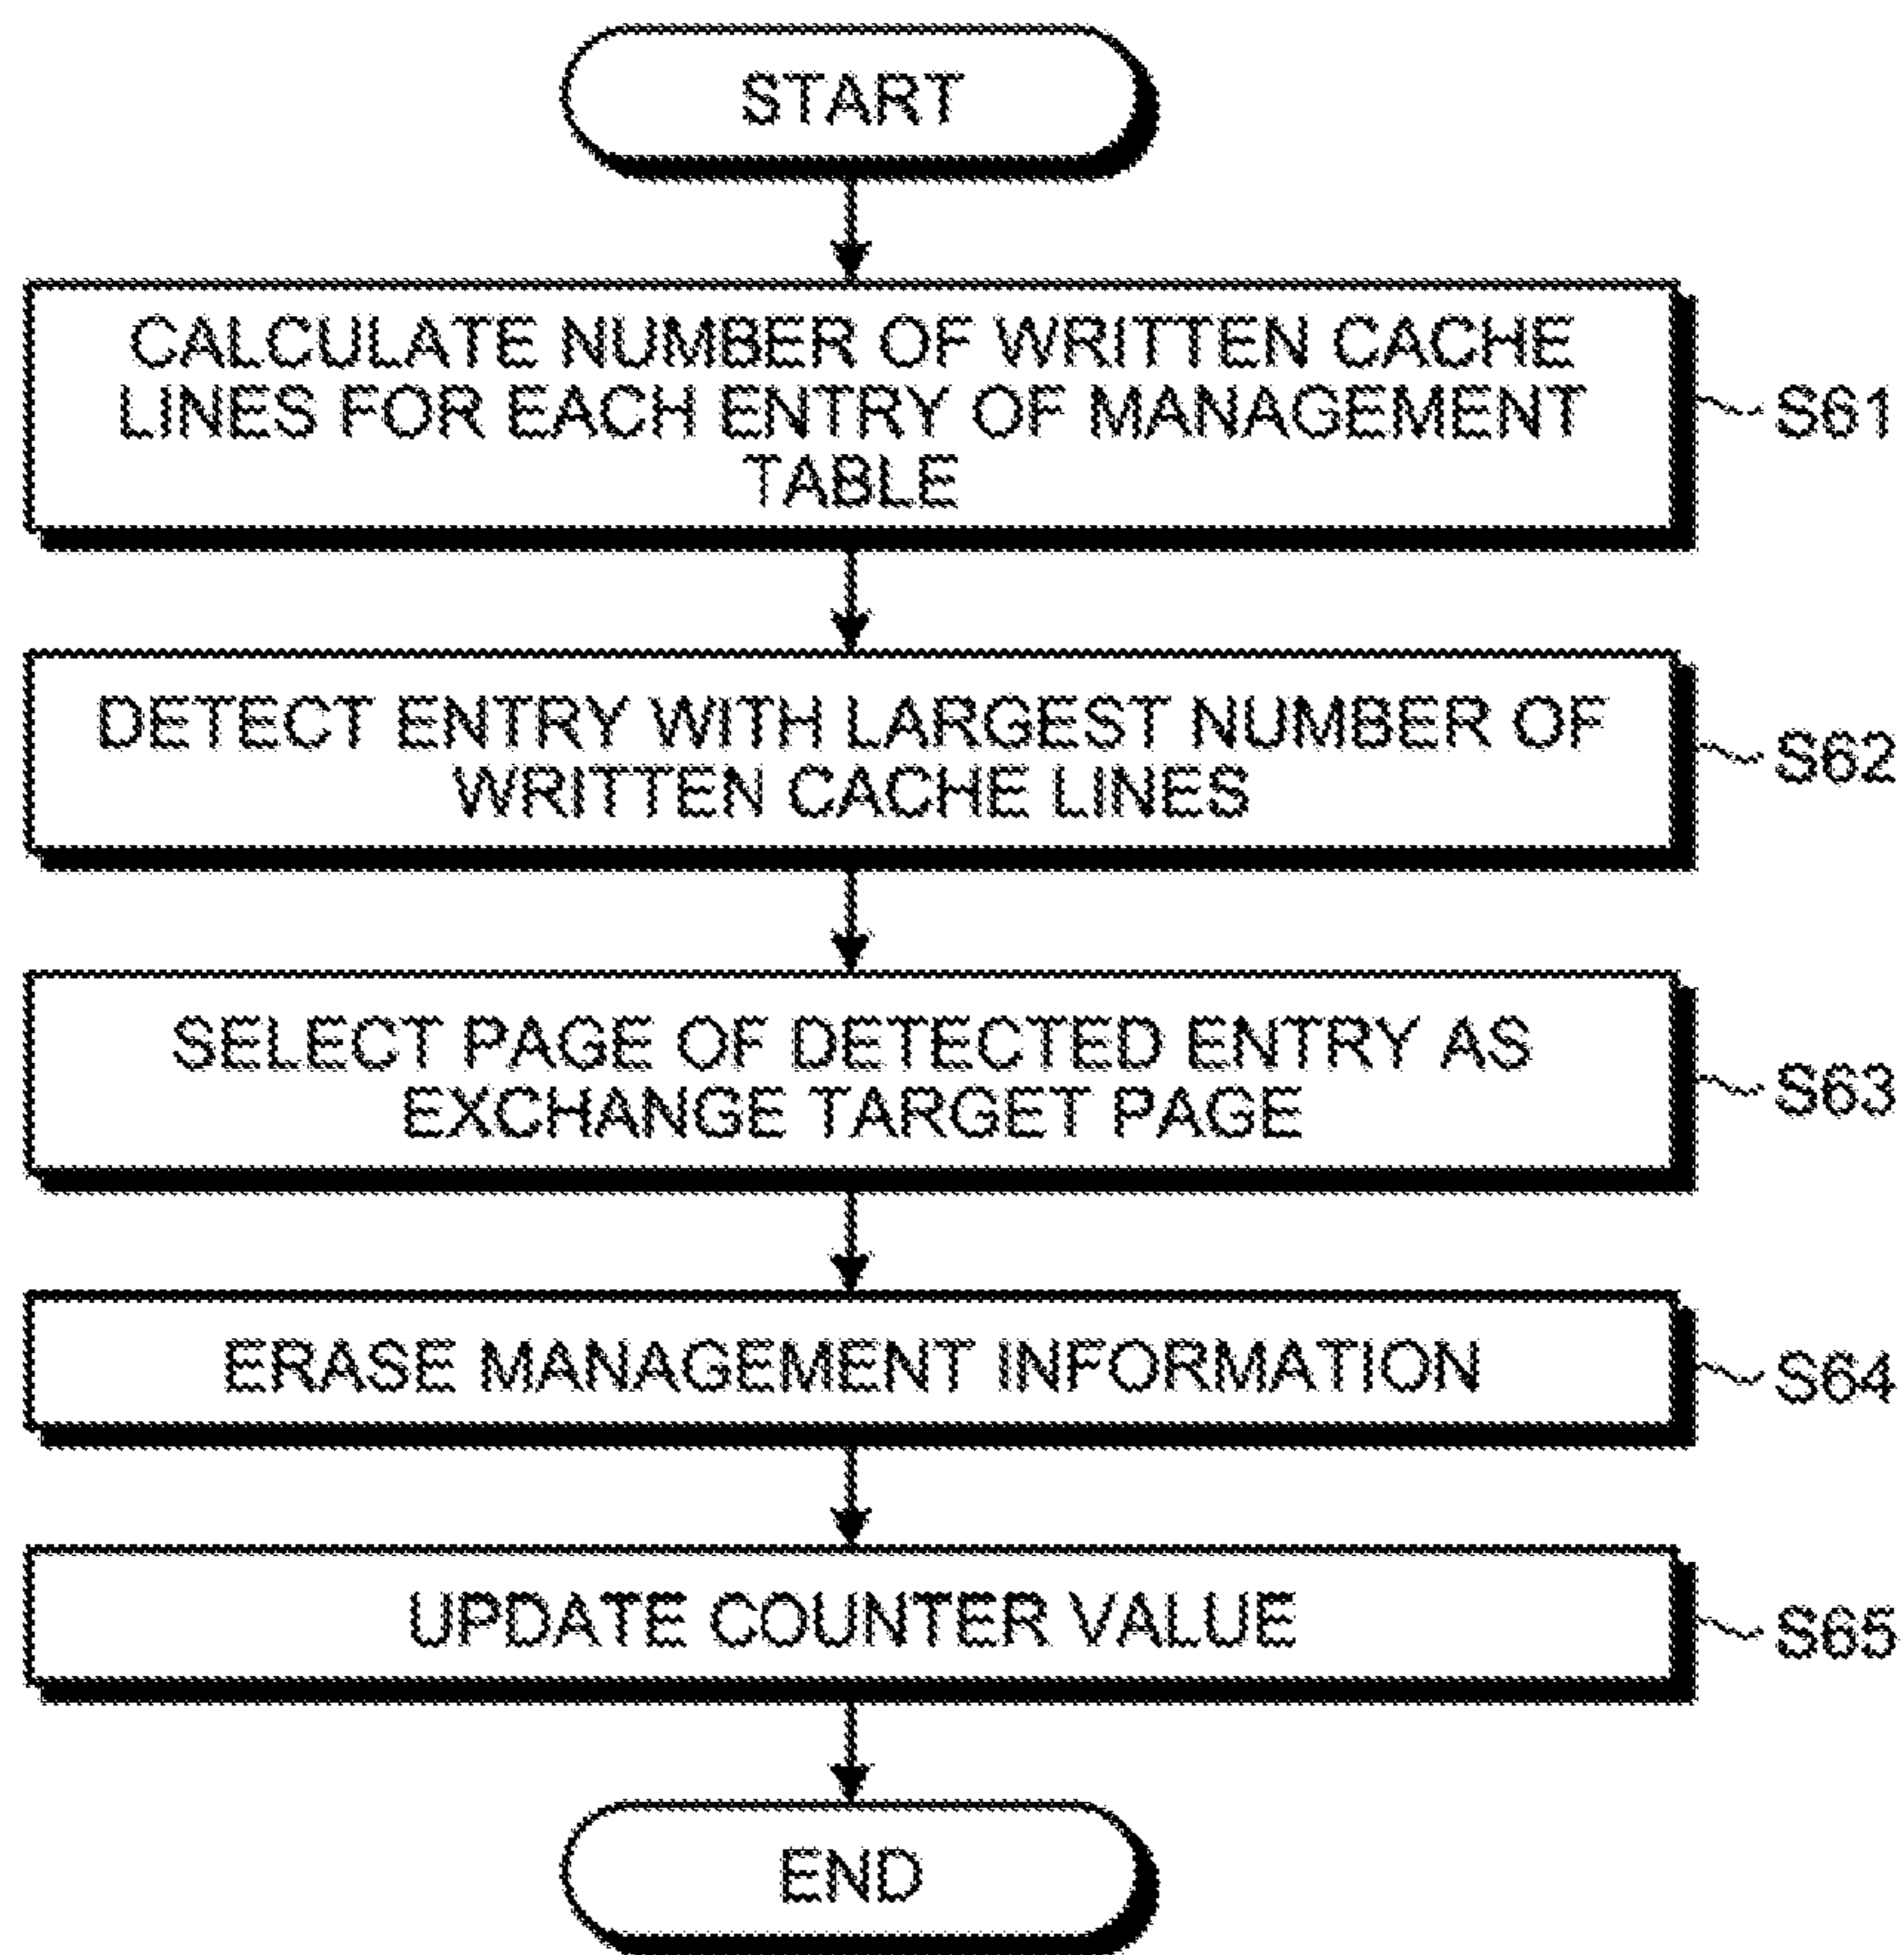 START
CALCULATE NUMBER OF WRITTEN CACHE
LINES FOR EACH ENTRY OF MANAGEMENT
TABLE
S61
DETECT ENTRY WITH LARGEST NUMBER OF
WRITTEN CACHE LINES
S62
SELECT PAGE OF DETECTED ENTRY AS
EXCHANGE TARGET PAGE
S63
ERASE MANAGEMENT INFORMATION
S64
UPDATE COUNTER VALUE
S65
END